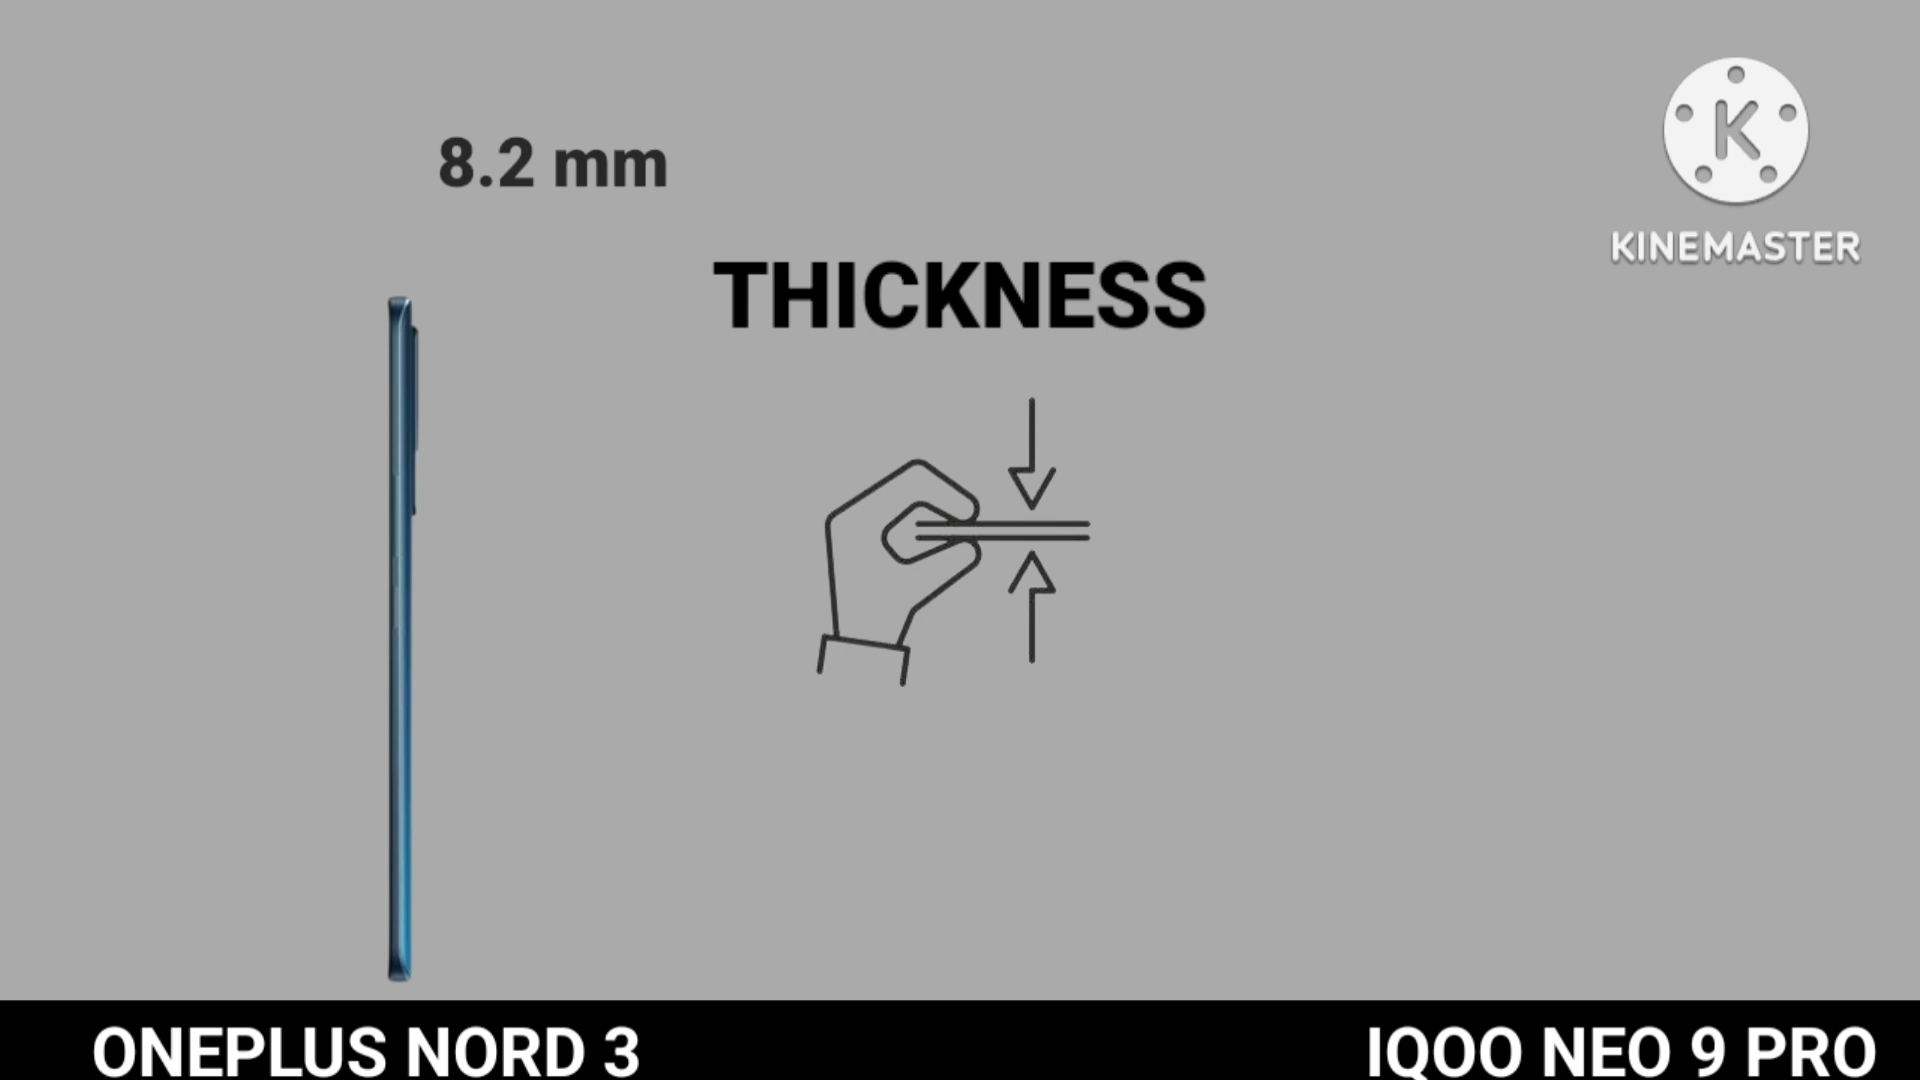 8.2 mm
K
KINEMASTER
THICKNESS
ONEPLUS NORD 3
IQOO NEO 9 PRO